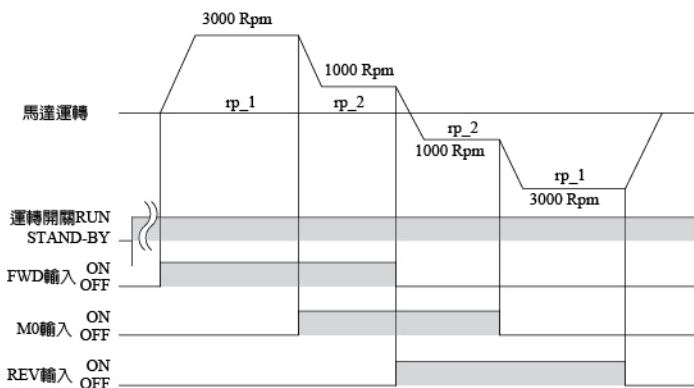 3000 Rpm
1000 Rpm
馬達運轉
rp_1
rp_2
rp_2
1000 Rpm
rp_1
3000 Rpm
運轉開關RUN
STAND-BY
FWD輸入 ON
OFF
M0輸入 ON
OFF
REV輸入 ON
OFF